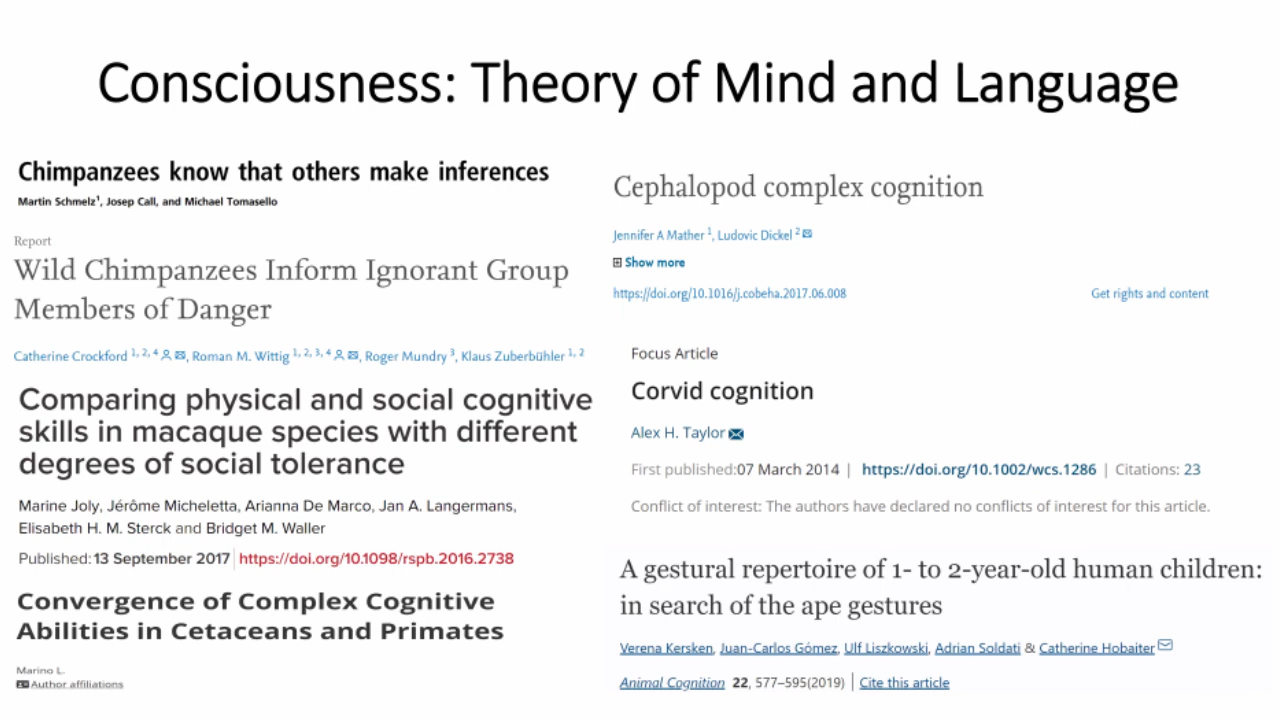 Consciousness: Theory of Mind and Language
Chimpanzees know that others make inferences
Martin Schmelz¹, Josep Call, and Michael Tomasello
Report
Wild Chimpanzees Inform Ignorant Group
Members of Danger
Catherine Crockford 1, 2, 4, Roman M. Wittig 1, 2, 3, 4, Roger Mundry 3, Klaus Zuberbühler 1, 2
Comparing physical and social cognitive
skills in macaque species with different
degrees of social tolerance
Marine Joly, Jérôme Micheletta, Arianna De Marco, Jan A. Langermans,
Elisabeth H. M. Sterck and Bridget M. Waller
Published: 13 September 2017 | https://doi.org/10.1098/rspb.2016.2738
Convergence of Complex Cognitive
Abilities in Cetaceans and Primates
Marino L.
Author affiliations
Cephalopod complex cognition
Jennifer A Mather 1, Ludovic Dickel 2
Show more
https://doi.org/10.1016/j.cobeha.2017.06.008 Get rights and content
Focus Article
Corvid cognition
Alex H. Taylor
First published:07 March 2014 | https://doi.org/10.1002/wcs.1286 | Citations: 23
Conflict of interest: The authors have declared no conflicts of interest for this article.
A gestural repertoire of 1- to 2-year-old human children:
in search of the ape gestures
Verena Kersken, Juan-Carlos Gómez, Ulf Liszkowski, Adrian Soldati & Catherine Hobaiter
Animal Cognition 22, 577–595(2019) | Cite this article